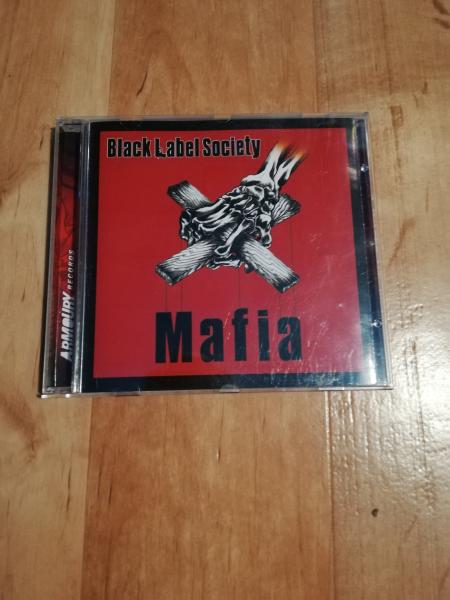 Black Label Society
Mafia
ARMOURY
RECORDS